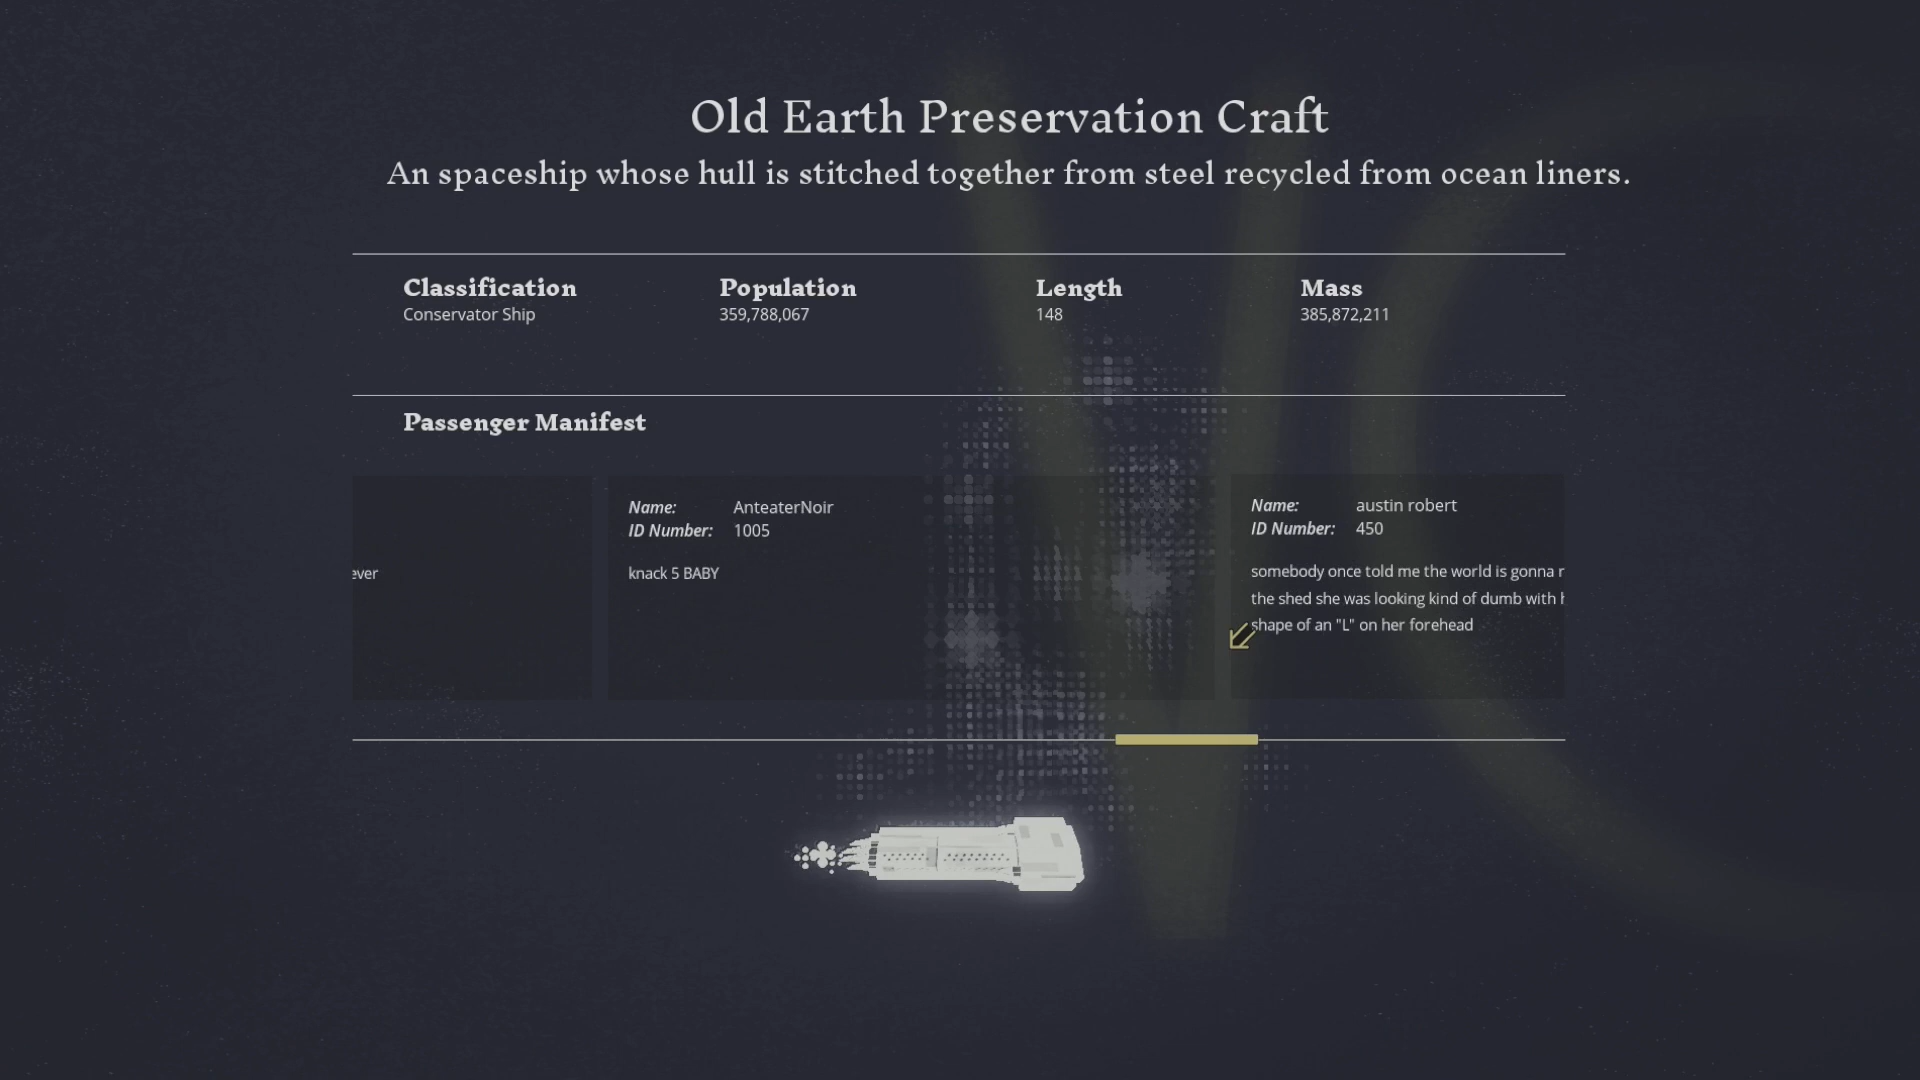 Old Earth Preservation Craft
An spaceship whose hull is stitched together from steel recycled from ocean liners.
Classification Population Length Mass
Conservator Ship 359,788,067 148 385,872,211
Passenger Manifest
ever
Name: AnteaterNoir
ID Number: 1005
knack 5 BABY
Name: austin robert
ID Number: 450
somebody once told me the world is gonna r
the shed she was looking kind of dumb with
shape of an "L" on her forehead